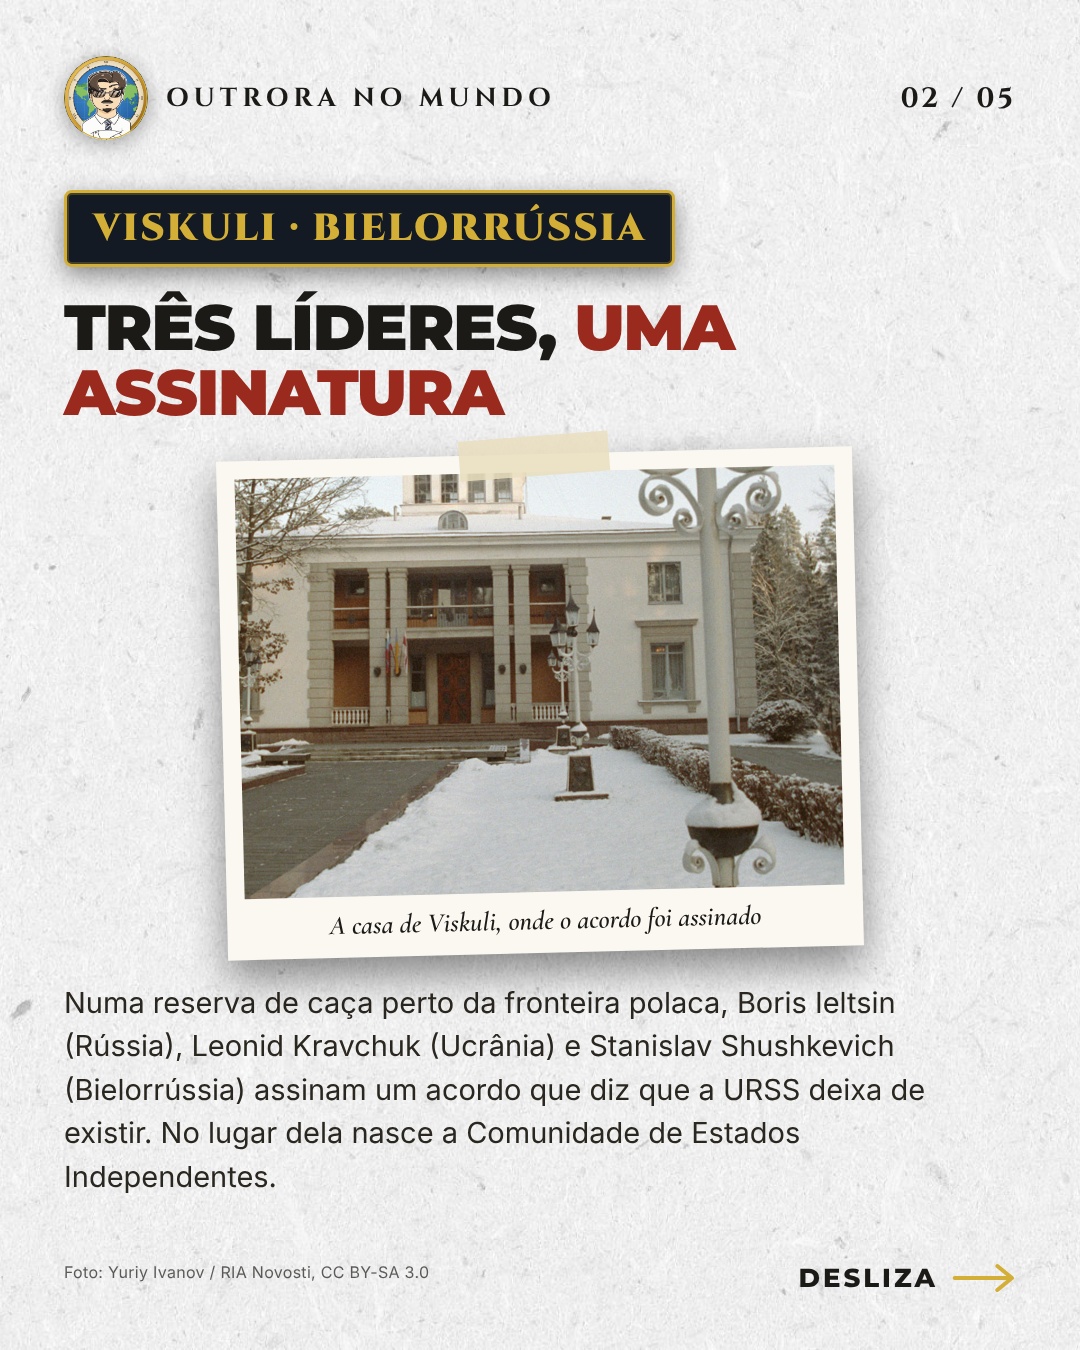 OUTRORA NO MUNDO
02 / 05
VISKULI · BIELORRÚSSIA
TRÊS LÍDERES, UMA
ASSINATURA
A casa de Viskuli, onde o acordo foi assinado
Numa reserva de caça perto da fronteira polaca, Boris Ieltsin
(Rússia), Leonid Kravchuk (Ucrânia) e Stanislav Shushkevich
(Bielorrússia) assinam um acordo que diz que a URSS deixa de
existir. No lugar dela nasce a Comunidade de Estados
Independentes.
Foto: Yuriy Ivanov / RIA Novosti, CC BY-SA 3.0
DESLIZA